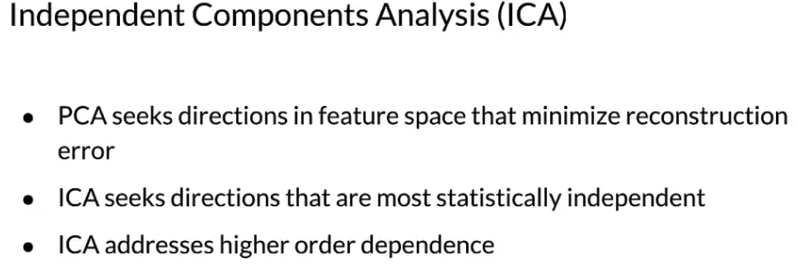 Independent Components Analysis (ICA)
• PCA seeks directions in feature space that minimize reconstruction
error
• ICA seeks directions that are most statistically independent
• ICA addresses higher order dependence